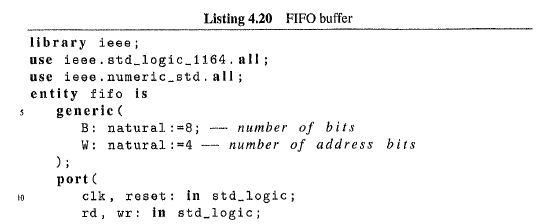 Listing 4.20 FIFO buffer
library ieee;
use ieee.std_logic_1164.all;
use ieee.numeric_std.all;
entity fifo is
5 generic(
B: natural:=8; — number of bits
W: natural:=4 — number of address bits
);
port(
10 clk, reset: in std_logic;
rd, wr: in std_logic;